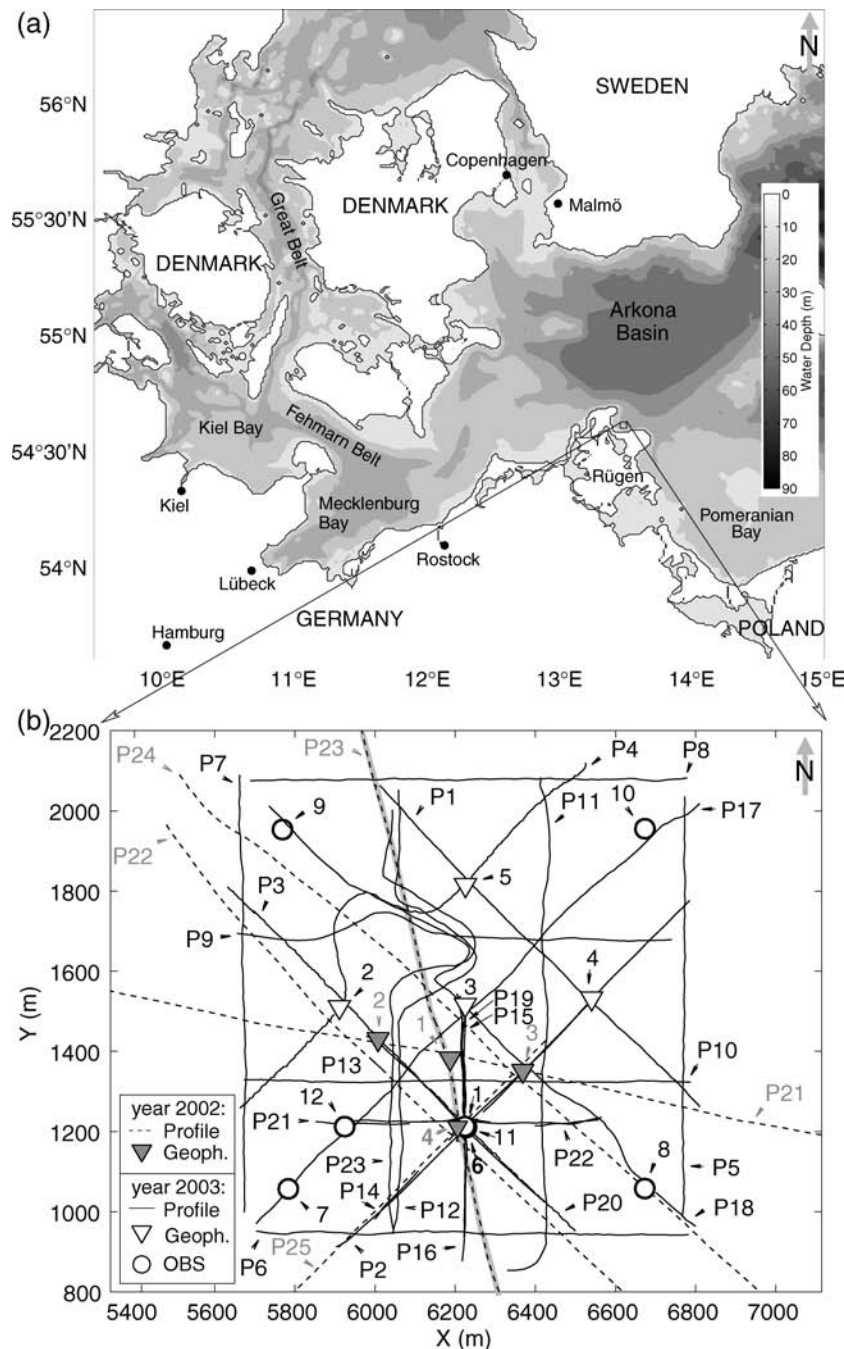 (a)
N
56°N
SWEDEN
Copenhagen
Malmö
DENMARK
Great Belt
55°30'N
DENMARK
0
10
20
30
40
50
60
70
80
90
Water Depth (m)
Arkona
Basin
55°N
Kiel Bay
Fehmarn Belt
54°30'N
Rügen
Kiel
Mecklenburg
Bay
Pomeranian
Bay
54°N
Rostock
Lübeck
GERMANY
POLAND
Hamburg
10°E 11°E 12°E 13°E 14°E 15°E
(b)
2200
P24 P7 P23 P4 P8
N
2000
9 P1 P11 10 P17
P22
1800
P3 5
P9 2 4
1600
2 3 P19
P15
1 3
1400
P13 P10
12 1 P21
1200
P21 4 11 P22 8
6
P23 P5
P14 P12 P20
1000
7 P18
P6 P25 P2 P16
800
year 2002:
Profile
Geoph.
year 2003:
Profile
Geoph.
OBS
Y (m)
5400 5600 5800 6000 6200 6400 6600 6800 7000
X (m)